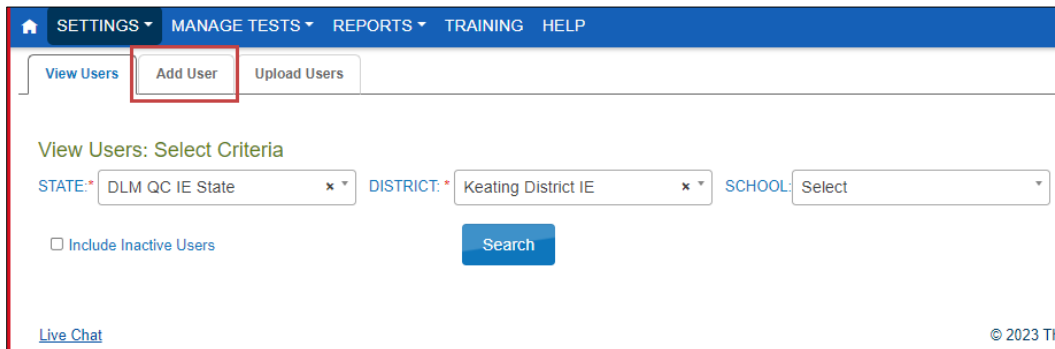 SETTINGS MANAGE TESTS REPORTS TRAINING HELP
View Users Add User Upload Users
View Users: Select Criteria
STATE:* DLM QC IE State × DISTRICT: * Keating District IE × SCHOOL: Select
Include Inactive Users Search
Live Chat © 2023 Th